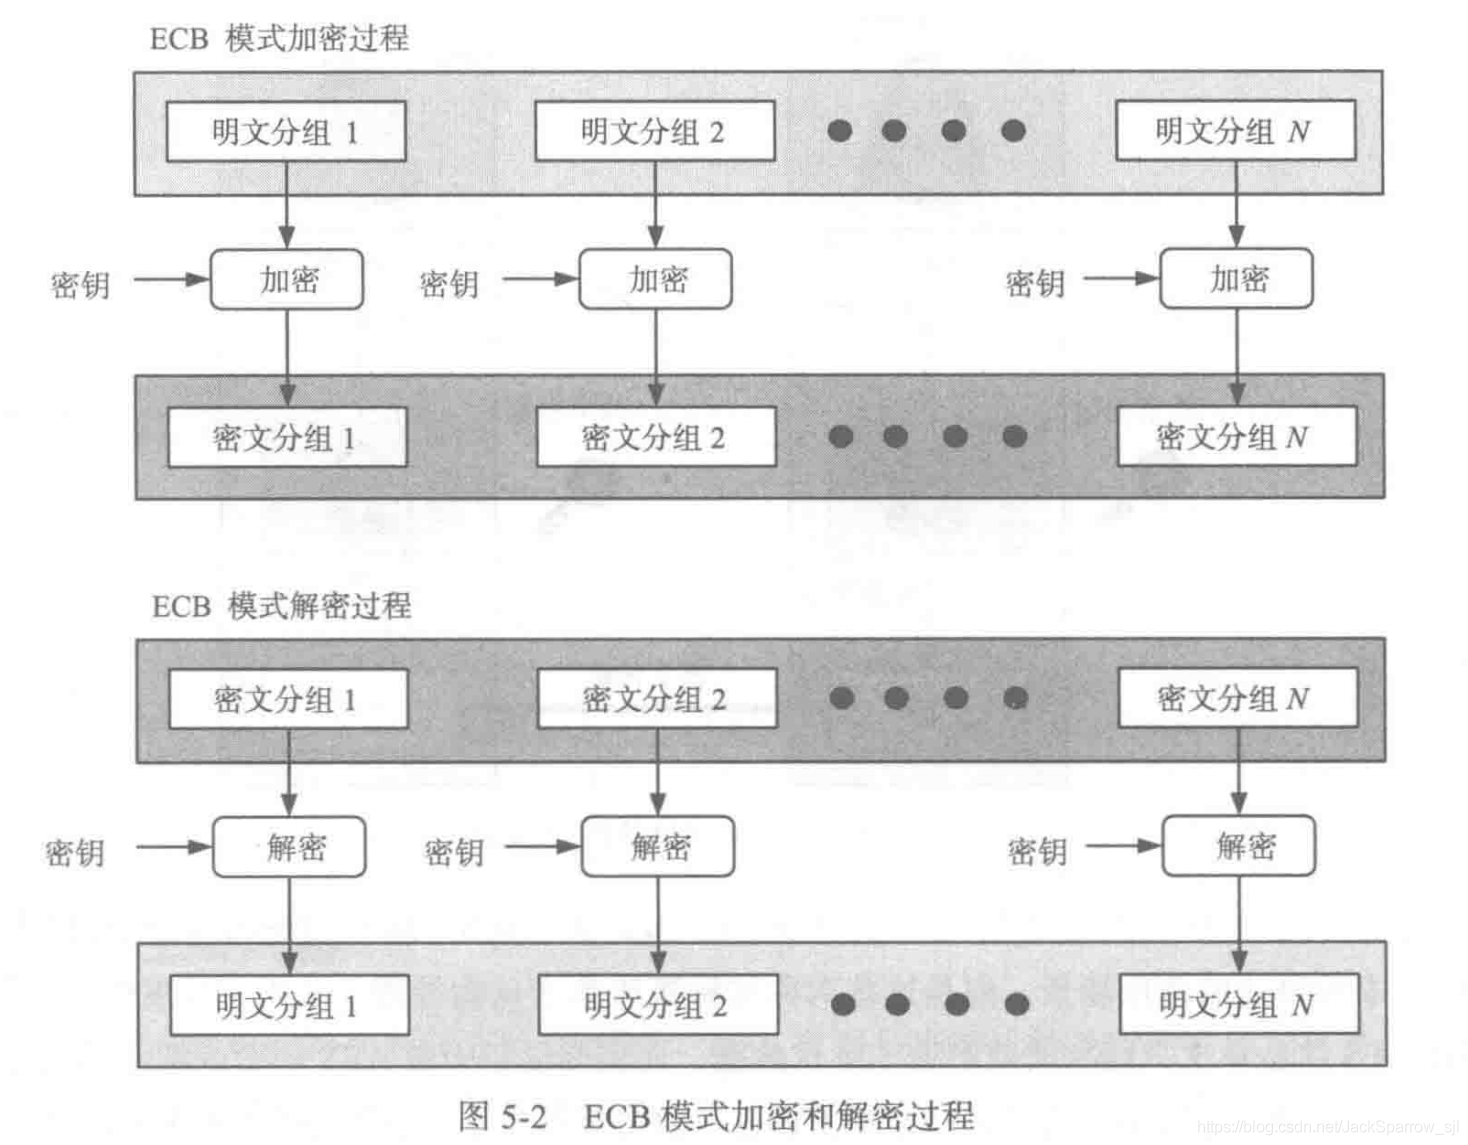 ECB 模式加密过程
明文分组 1 明文分组 2 明文分组 N
密钥 加密 密钥 加密 密钥 加密
密文分组 1 密文分组 2 密文分组 N
ECB 模式解密过程
密文分组 1 密文分组 2 密文分组 N
密钥 解密 密钥 解密 密钥 解密
明文分组 1 明文分组 2 明文分组 N
图 5-2 ECB 模式加密和解密过程
https://blog.csdn.net/JackSparrow_sjl